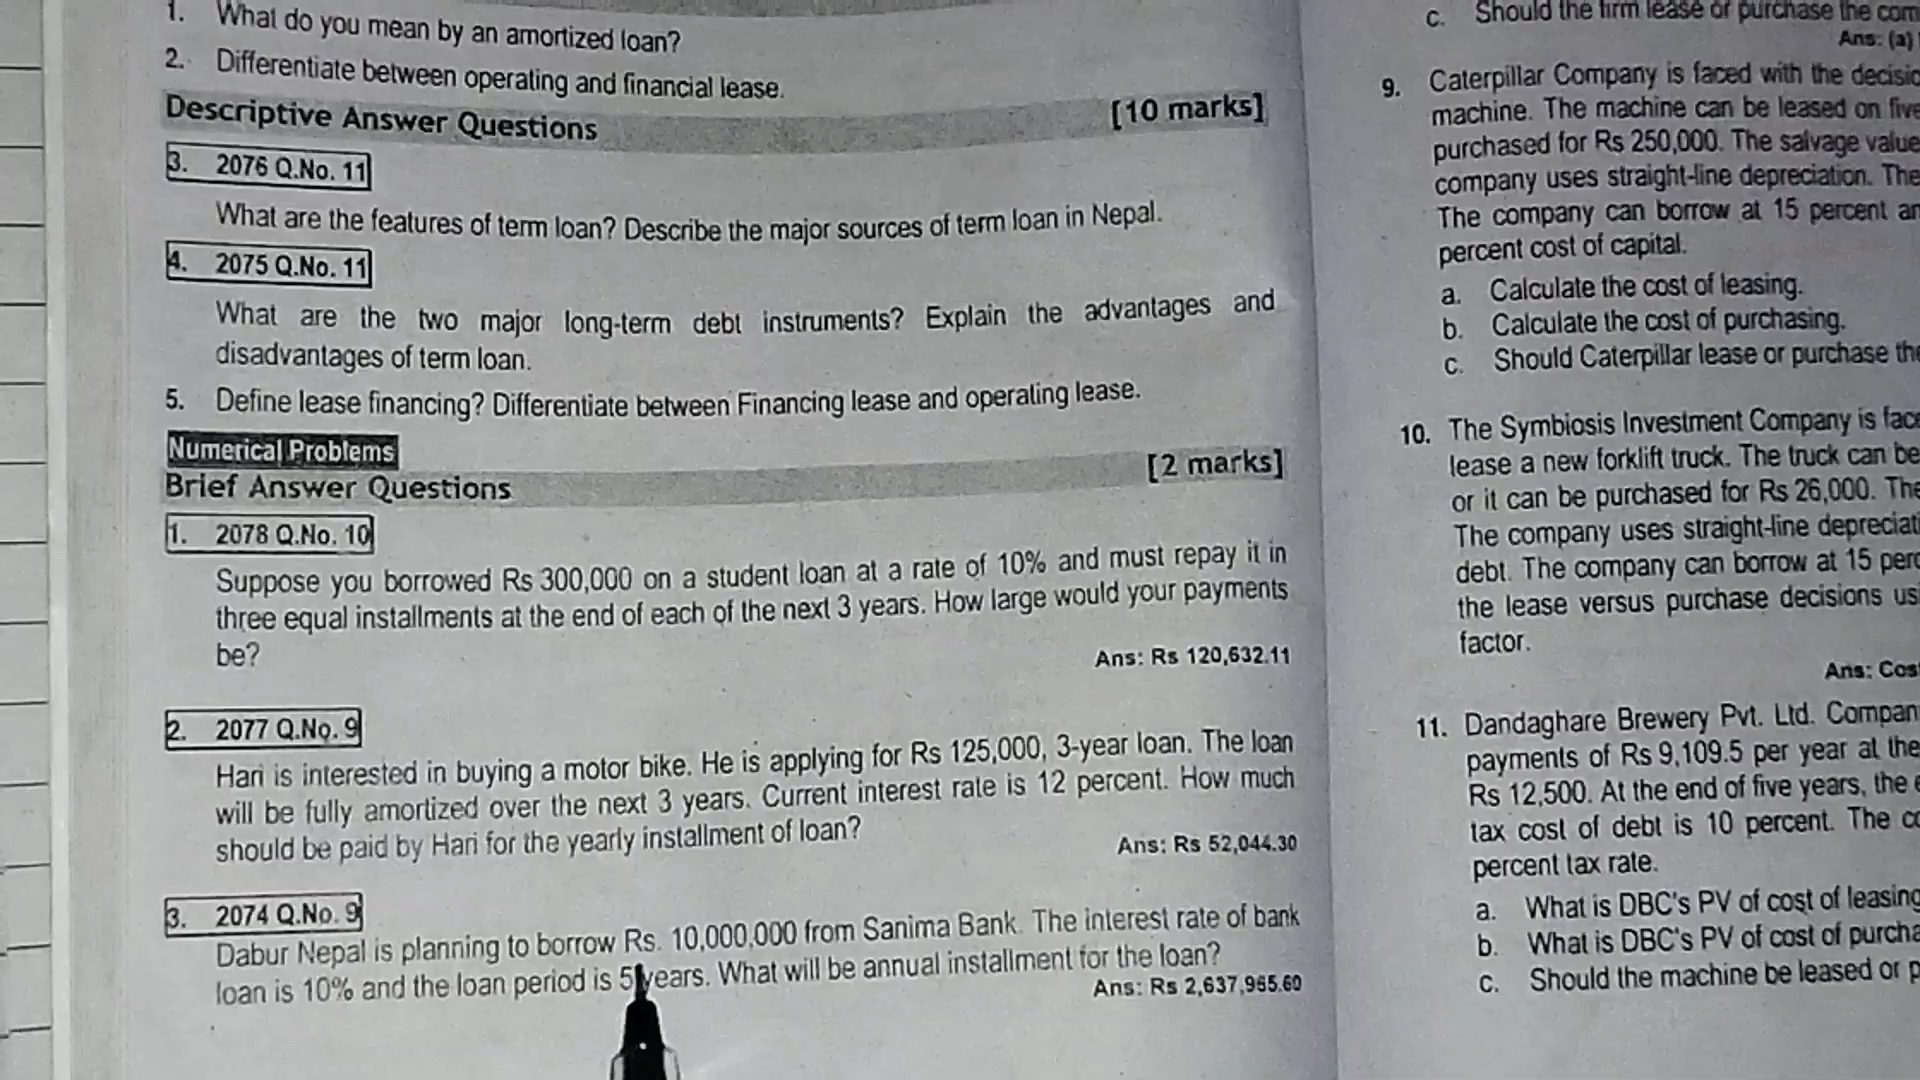 1. What do you mean by an amortized loan?
2. Differentiate between operating and financial lease.
Descriptive Answer Questions [10 marks]
3. 2076 Q.No. 11
What are the features of term loan? Describe the major sources of term loan in Nepal.
4. 2075 Q.No. 11
What are the two major long-term debt instruments? Explain the advantages and
disadvantages of term loan.
5. Define lease financing? Differentiate between Financing lease and operating lease.
Numerical Problems
Brief Answer Questions [2 marks]
1. 2078 Q.No. 10
Suppose you borrowed Rs 300,000 on a student loan at a rate of 10% and must repay it in
three equal installments at the end of each of the next 3 years. How large would your payments
be?
Ans: Rs 120,632.11
2. 2077 Q.No. 9
Hari is interested in buying a motor bike. He is applying for Rs 125,000, 3-year loan. The loan
will be fully amortized over the next 3 years. Current interest rate is 12 percent. How much
should be paid by Hari for the yearly installment of loan?
Ans: Rs 52,044.30
3. 2074 Q.No. 9
Dabur Nepal is planning to borrow Rs. 10,000,000 from Sanima Bank. The interest rate of bank
loan is 10% and the loan period is 5 years. What will be annual installment for the loan?
Ans: Rs 2,637,965.60
c. Should the firm lease or purchase the com
Ans: (a)
9. Caterpillar Company is faced with the decisio
machine. The machine can be leased on five
purchased for Rs 250,000. The salvage value
company uses straight-line depreciation. The
The company can borrow at 15 percent an
percent cost of capital.
a. Calculate the cost of leasing.
b. Calculate the cost of purchasing.
c. Should Caterpillar lease or purchase the
10. The Symbiosis Investment Company is face
lease a new forklift truck. The truck can be
or it can be purchased for Rs 26,000. The
The company uses straight-line depreciati
debt. The company can borrow at 15 perc
the lease versus purchase decisions us
factor.
Ans: Cos
11. Dandaghare Brewery Pvt. Ltd. Compan
payments of Rs 9,109.5 per year at the
Rs 12,500. At the end of five years, the
tax cost of debt is 10 percent. The co
percent tax rate.
a. What is DBC's PV of cost of leasing
b. What is DBC's PV of cost of purcha
c. Should the machine be leased or p